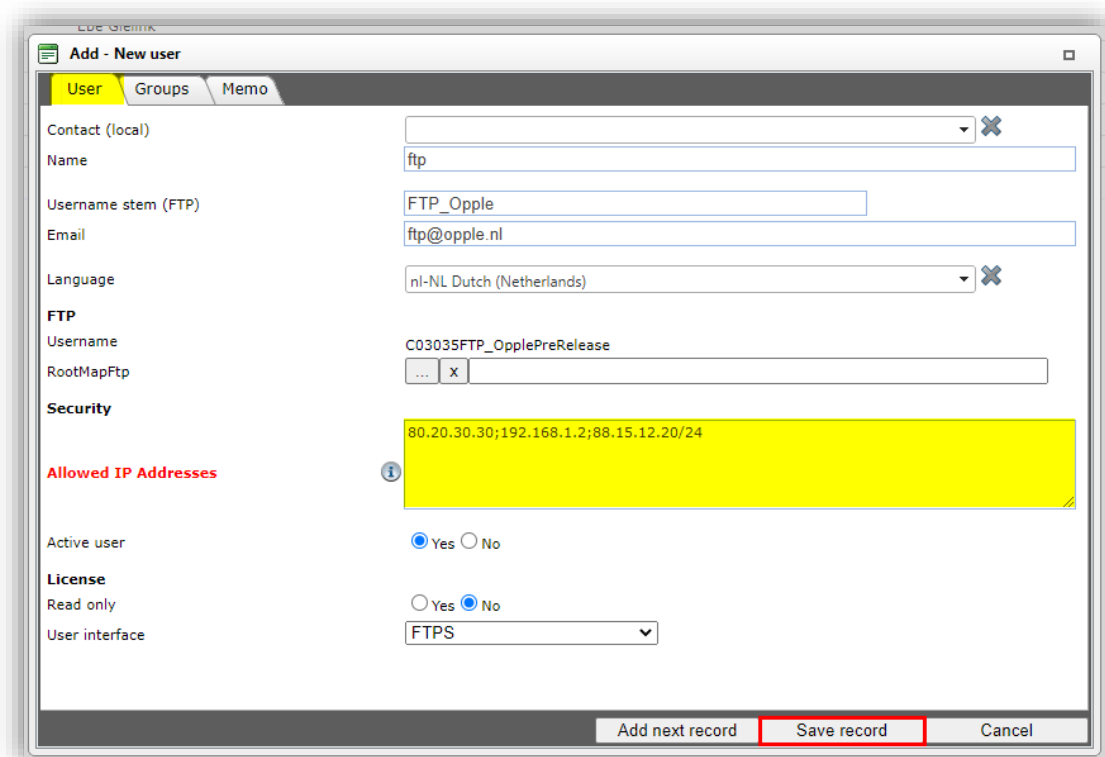 Ebe Gielink
Add - New user
User Groups Memo
Contact (local)
Name ftp
Username stem (FTP) FTP_Opple
Email ftp@opple.nl
Language nl-NL Dutch (Netherlands)
FTP
Username C03035FTP_OpplePreRelease
RootMapFtp ... x
Security
80.20.30.30;192.168.1.2;88.15.12.20/24
Allowed IP Addresses i
Active user Yes No
License
Read only Yes No
User interface FTPS
Add next record Save record Cancel